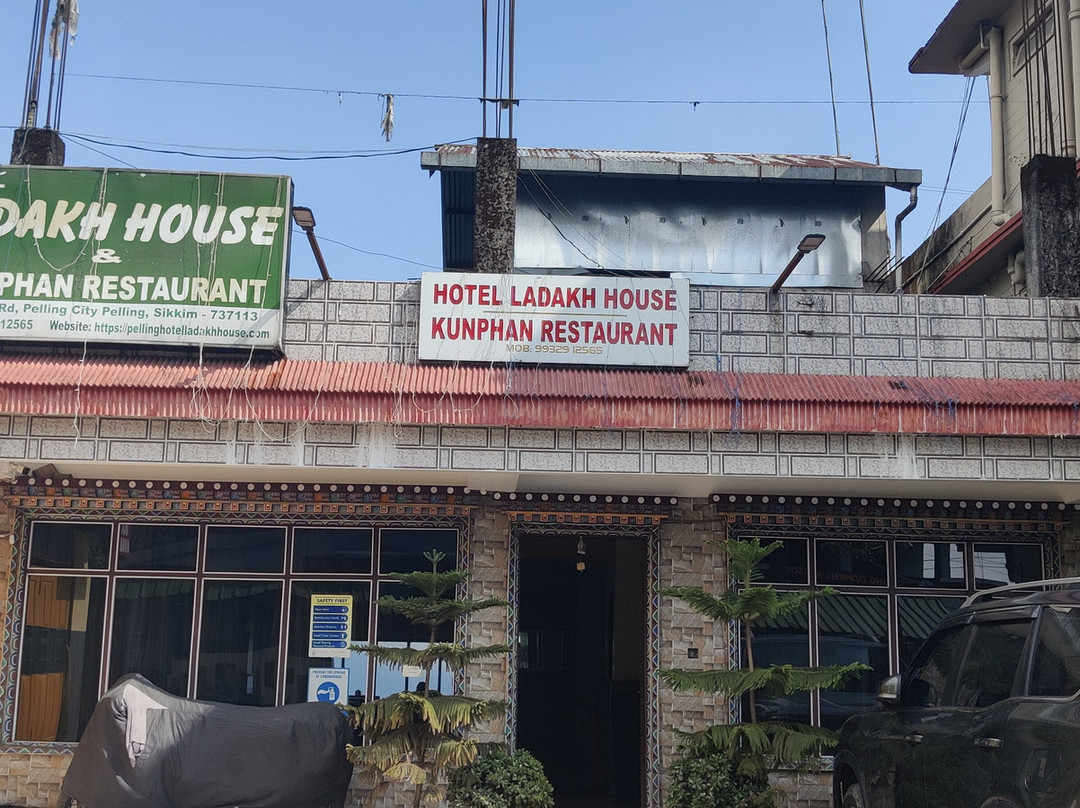 DAKH HOUSE
&
PHAN RESTAURANT
Rd, Pelling City Pelling, Sikkim - 737113
12565 Website: https://pellinghotelladakhhouse.com
HOTEL LADAKH HOUSE
KUNPHAN RESTAURANT
MOB: 99329 12565
SAFETY FIRST